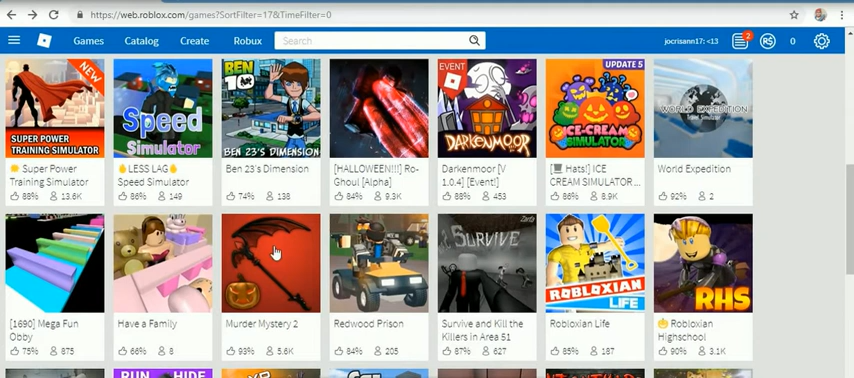 https://web.roblox.com/games?SortFilter=17&TimeFilter=0
Games Catalog Create Robux Search jocrisann17: <13 2 R$ 0
NEW
SUPER POWER
TRAINING SIMULATOR
Speed
Simulator
BEN
10
BEN 23'S DIMENSION
EVENT
DARKENMOOR
UPDATE 5
ICE-CREAM
SIMULATOR
WORLD EXPEDITION
Super Power
Training Simulator
88% 13.6K
LESS LAG
Speed Simulator
86% 149
Ben 23's Dimension
74% 138
[HALLOWEEN!!!] Ro-
Ghoul [Alpha]
84% 9.3K
Darkenmoor [V
1.0.4] [Event!]
88% 453
[ Hats!] ICE
CREAM SIMULATOR...
86% 8.9K
World Expedition
92% 2
SURVIVE
ROBLOXIAN
LIFE
RHS
[1690] Mega Fun
Obby
75% 875
Have a Family
66% 8
Murder Mystery 2
93% 5.6K
Redwood Prison
84% 205
Survive and Kill the
Killers in Area 51
87% 627
Robloxian Life
85% 187
Robloxian
Highschool
90% 3.1K
RUN HIDE